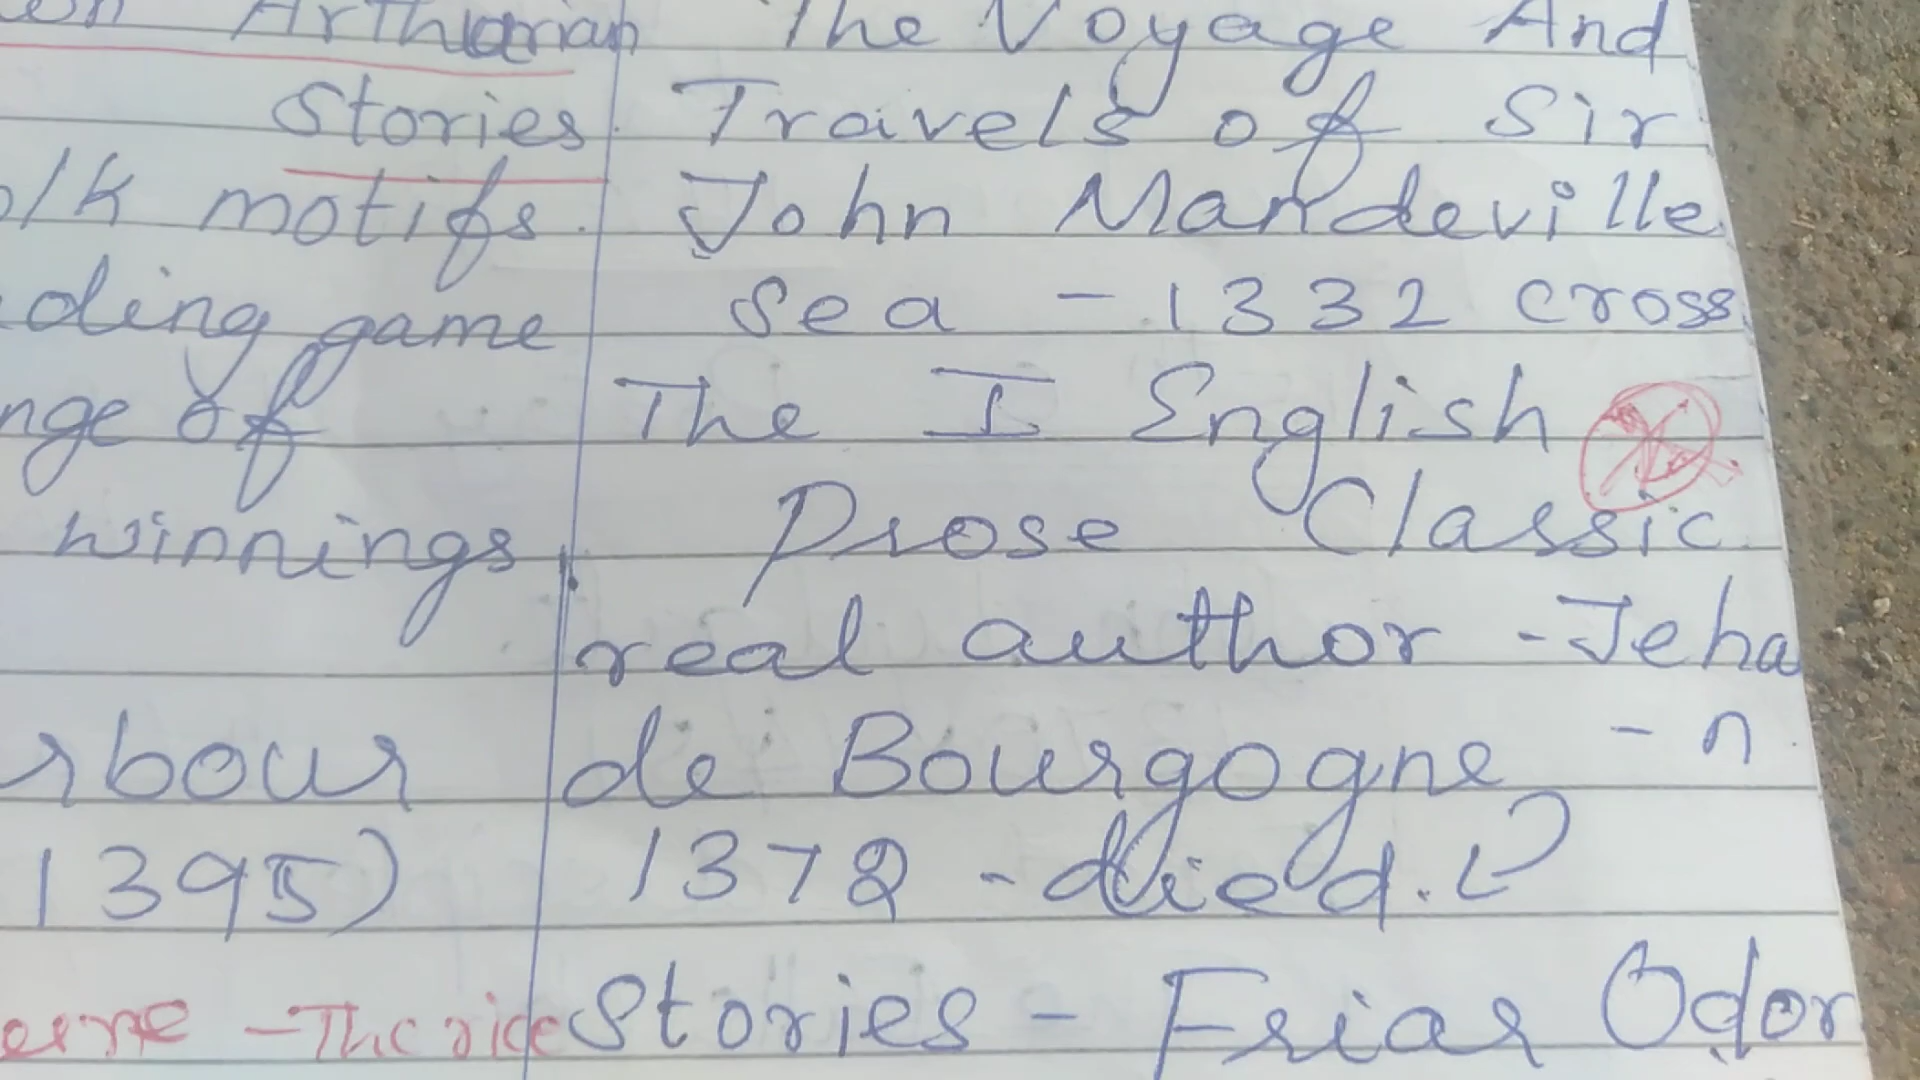 Arthurian
Stories.
motifs.
game
of
winnings.
1395)
- The
The Voyage And
Travels of Sir
John Mandeville.
Sea - 1332 cross
The I English
Prose Classic.
real author - Jeha
de Bourgogne - n
1372 - died.
Stories - Friar Odor